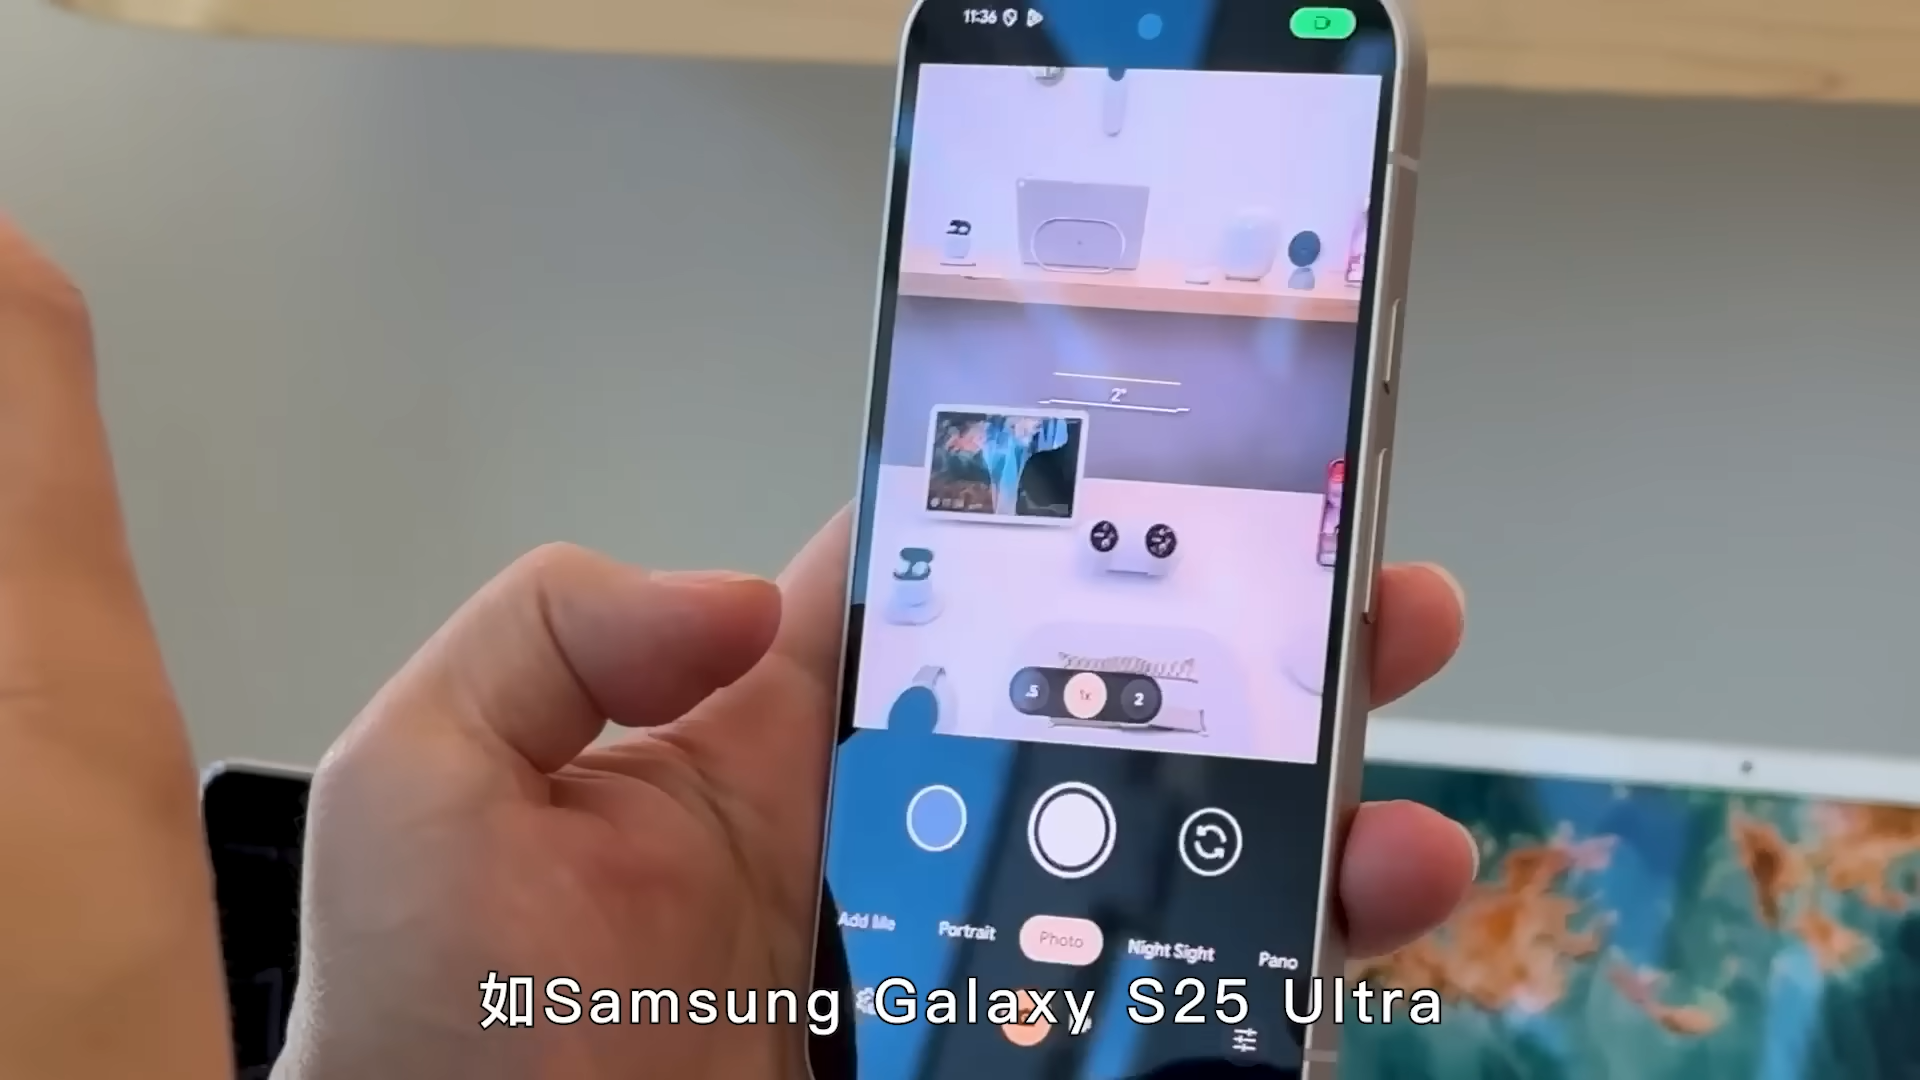 11:36
2°
.5 1x 2
Add Me Portrait Photo Night Sight Pano
如Samsung Galaxy S25 Ultra